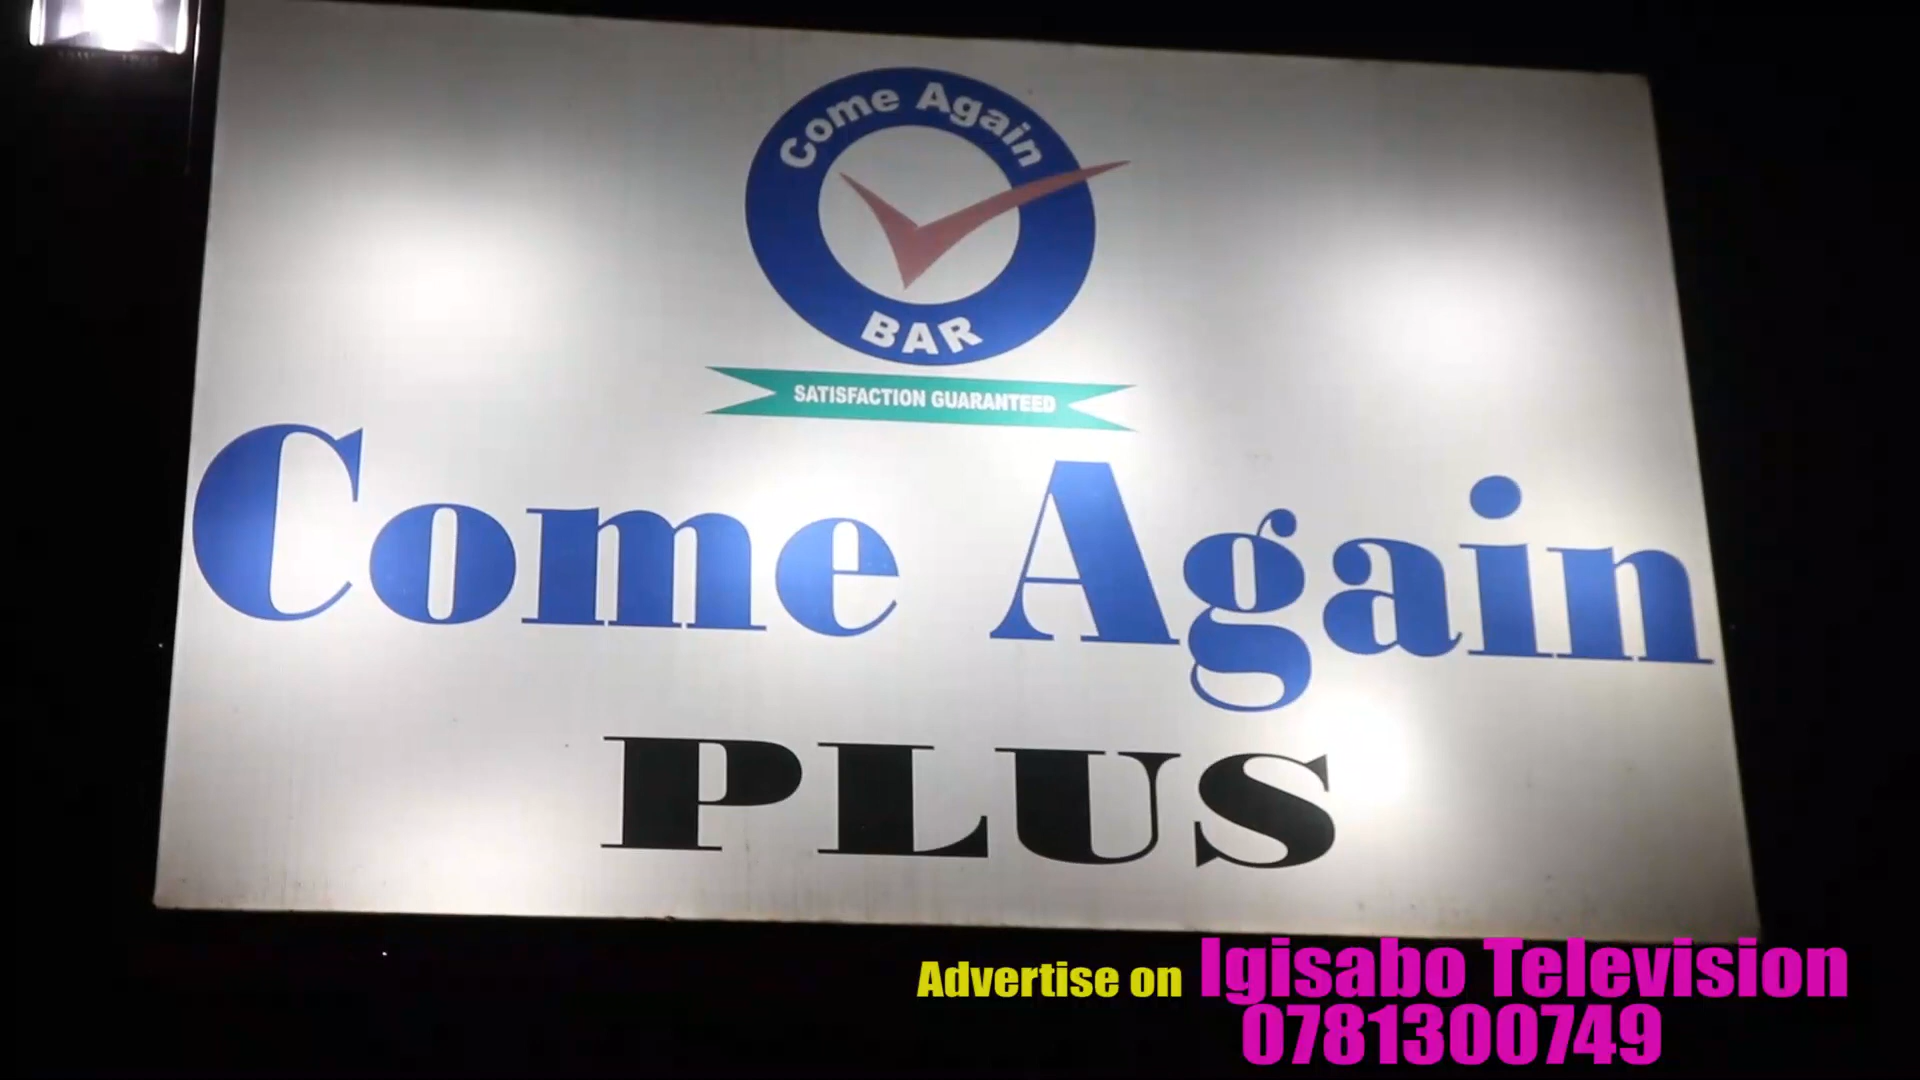 Come Again
BAR
SATISFACTION GUARANTEED
Come Again
PLUS
Advertise on Igisabo Television
0781300749